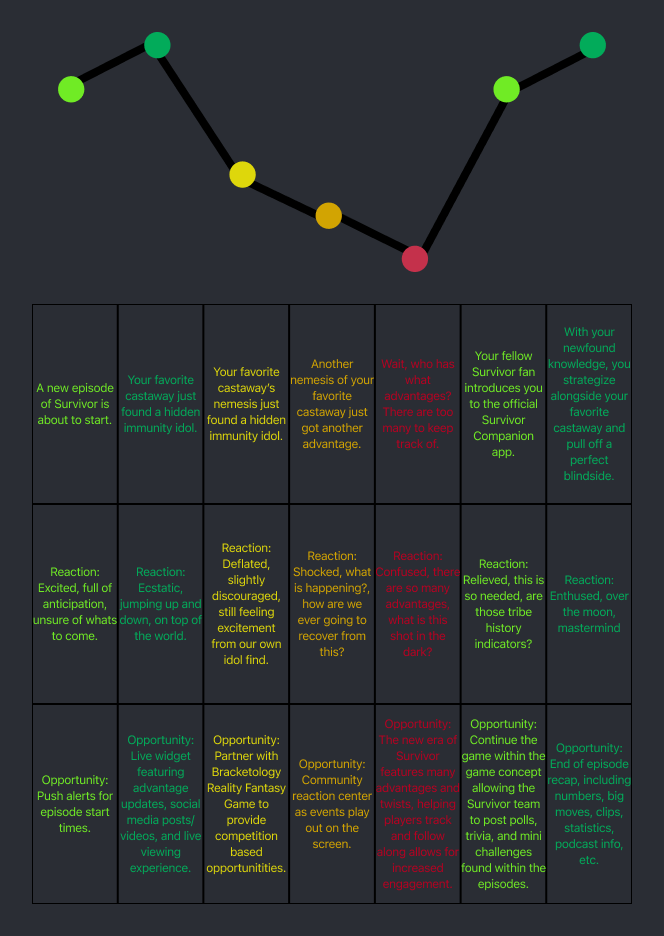 A new episode
of Survivor is
about to start.
Your favorite
castaway just
found a hidden
immunity idol.
Your favorite
castaway's
nemesis just
found a hidden
immunity idol.
Another
nemesis of your
favorite
castaway just
got another
advantage.
Wait, who has
what
advantages?
There are too
many to keep
track of.
Your fellow
Survivor fan
introduces you
to the official
Survivor
Companion
app.
With your
newfound
knowledge, you
strategize
alongside your
favorite
castaway and
pull off a
perfect
blindside.
Reaction:
Excited, full of
anticipation,
unsure of whats
to come.
Reaction:
Ecstatic,
jumping up and
down, on top of
the world.
Reaction:
Deflated,
slightly
discouraged,
still feeling
excitement
from our own
idol find.
Reaction:
Shocked, what
is happening?,
how are we
ever going to
recover from
this?
Reaction:
Confused, there
are so many
advantages,
what is this
shot in the
dark?
Reaction:
Relieved, this is
so needed, are
those tribe
history
indicators?
Reaction:
Enthused, over
the moon,
mastermind
Opportunity:
Push alerts for
episode start
times.
Opportunity:
Live widget
featuring
advantage
updates, social
media posts/
videos, and live
viewing
experience.
Opportunity:
Partner with
Bracketology
Reality Fantasy
Game to
provide
competition
based
opportunitities.
Opportunity:
Community
reaction center
as events play
out on the
screen.
Opportunity:
The new era of
Survivor
features many
advantages and
twists, helping
players track
and follow
along allows for
increased
engagement.
Opportunity:
Continue the
game within the
game concept
allowing the
Survivor team
to post polls,
trivia, and mini
challenges
found within the
episodes.
Opportunity:
End of episode
recap, including
numbers, big
moves, clips,
statistics,
podcast info,
etc.